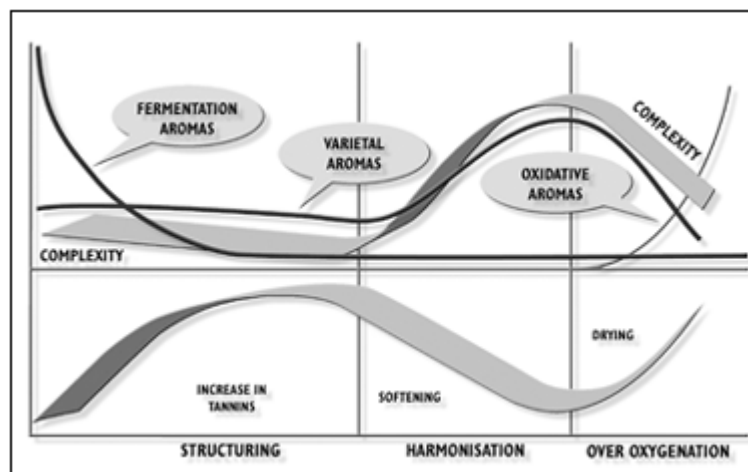 FERMENTATION
AROMAS
VARIETAL
AROMAS
OXIDATIVE
AROMAS
COMPLEXITY
COMPLEXITY
DRYING
INCREASE IN
TANNINS
SOFTENING
STRUCTURING
HARMONISATION
OVER OXYGENATION